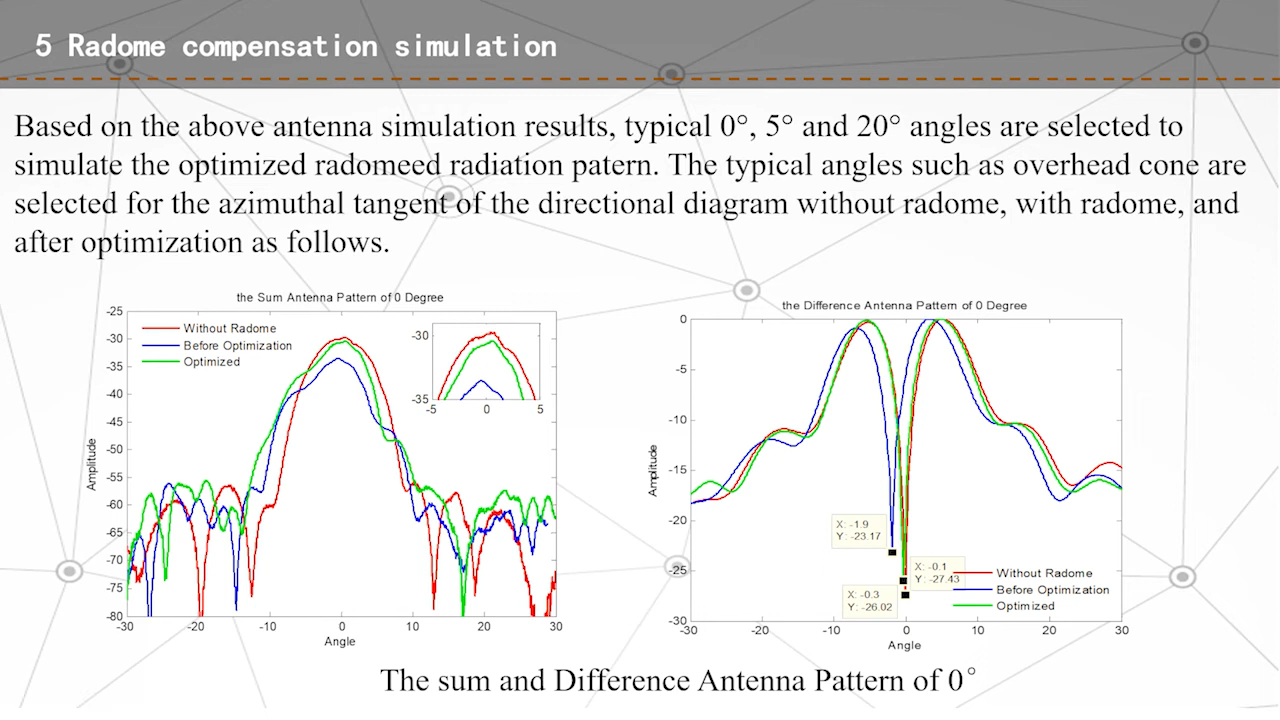 5 Radome compensation simulation
Based on the above antenna simulation results, typical 0°, 5° and 20° angles are selected to
simulate the optimized radomeed radiation patern. The typical angles such as overhead cone are
selected for the azimuthal tangent of the directional diagram without radome, with radome, and
after optimization as follows.
the Sum Antenna Pattern of 0 Degree
-25
-30
-35
-40
-45
-50
-55
-60
-65
-70
-75
-80
Amplitude
Without Radome
Before Optimization
Optimized
-30
-35
-5
0
5
-30
-20
-10
0
10
20
30
Angle
the Difference Antenna Pattern of 0 Degree
0
-5
-10
-15
-20
-25
-30
Amplitude
X: -1.9
Y: -23.17
X: -0.1
Y: -27.43
X: -0.3
Y: -26.02
Without Radome
Before Optimization
Optimized
-30
-20
-10
0
10
20
30
Angle
The sum and Difference Antenna Pattern of 0°